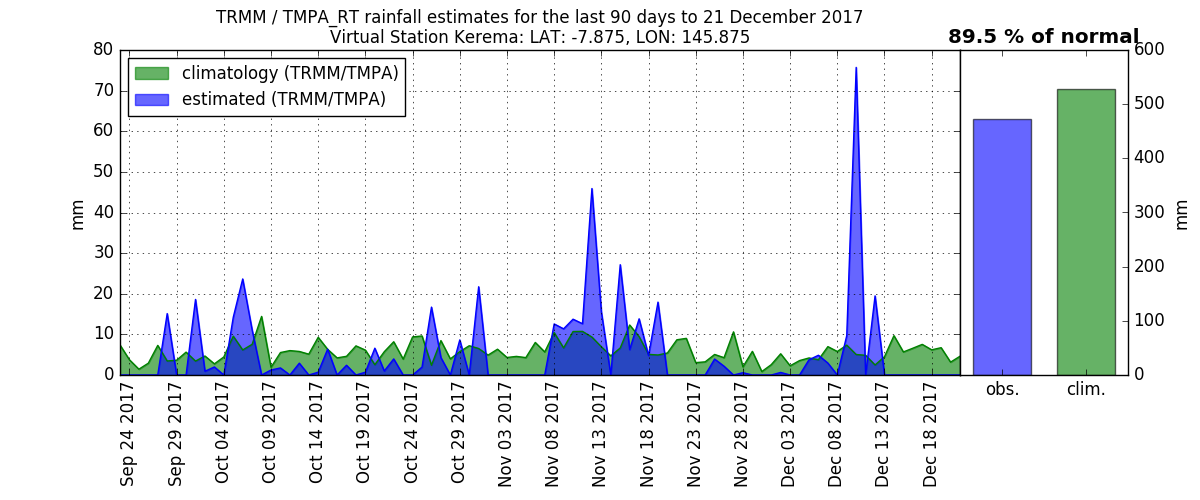 TRMM / TMPA_RT rainfall estimates for the last 90 days to 21 December 2017
Virtual Station Kerema: LAT: -7.875, LON: 145.875
89.5 % of normal
climatology (TRMM/TMPA)
estimated (TRMM/TMPA)
80
70
60
50
40
30
20
10
0
mm
600
500
400
300
200
100
0
mm
Sep 24 2017
Sep 29 2017
Oct 04 2017
Oct 09 2017
Oct 14 2017
Oct 19 2017
Oct 24 2017
Oct 29 2017
Nov 03 2017
Nov 08 2017
Nov 13 2017
Nov 18 2017
Nov 23 2017
Nov 28 2017
Dec 03 2017
Dec 08 2017
Dec 13 2017
Dec 18 2017
obs.
clim.